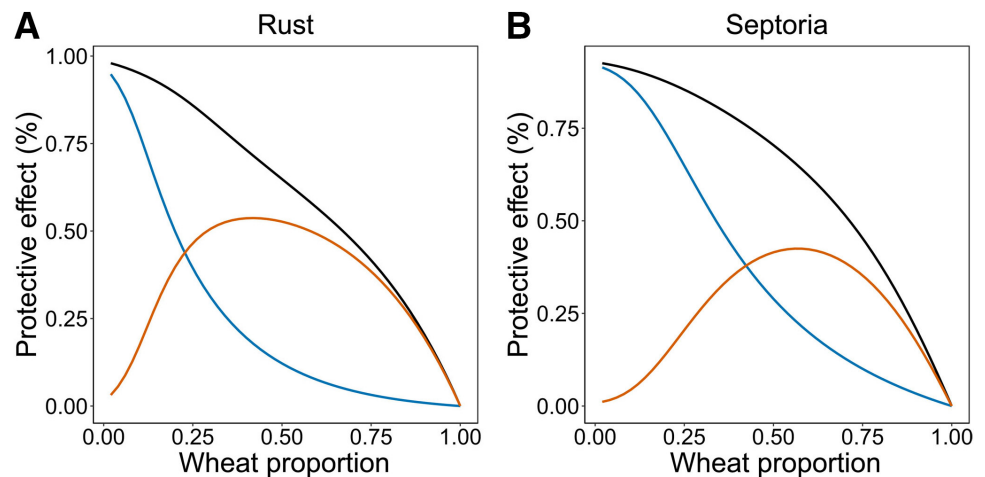 A
Rust
Protective effect (%)
1.00
0.75
0.50
0.25
0.00
0.00 0.25 0.50 0.75 1.00
Wheat proportion
B
Septoria
Protective effect (%)
0.75
0.50
0.25
0.00
0.00 0.25 0.50 0.75 1.00
Wheat proportion